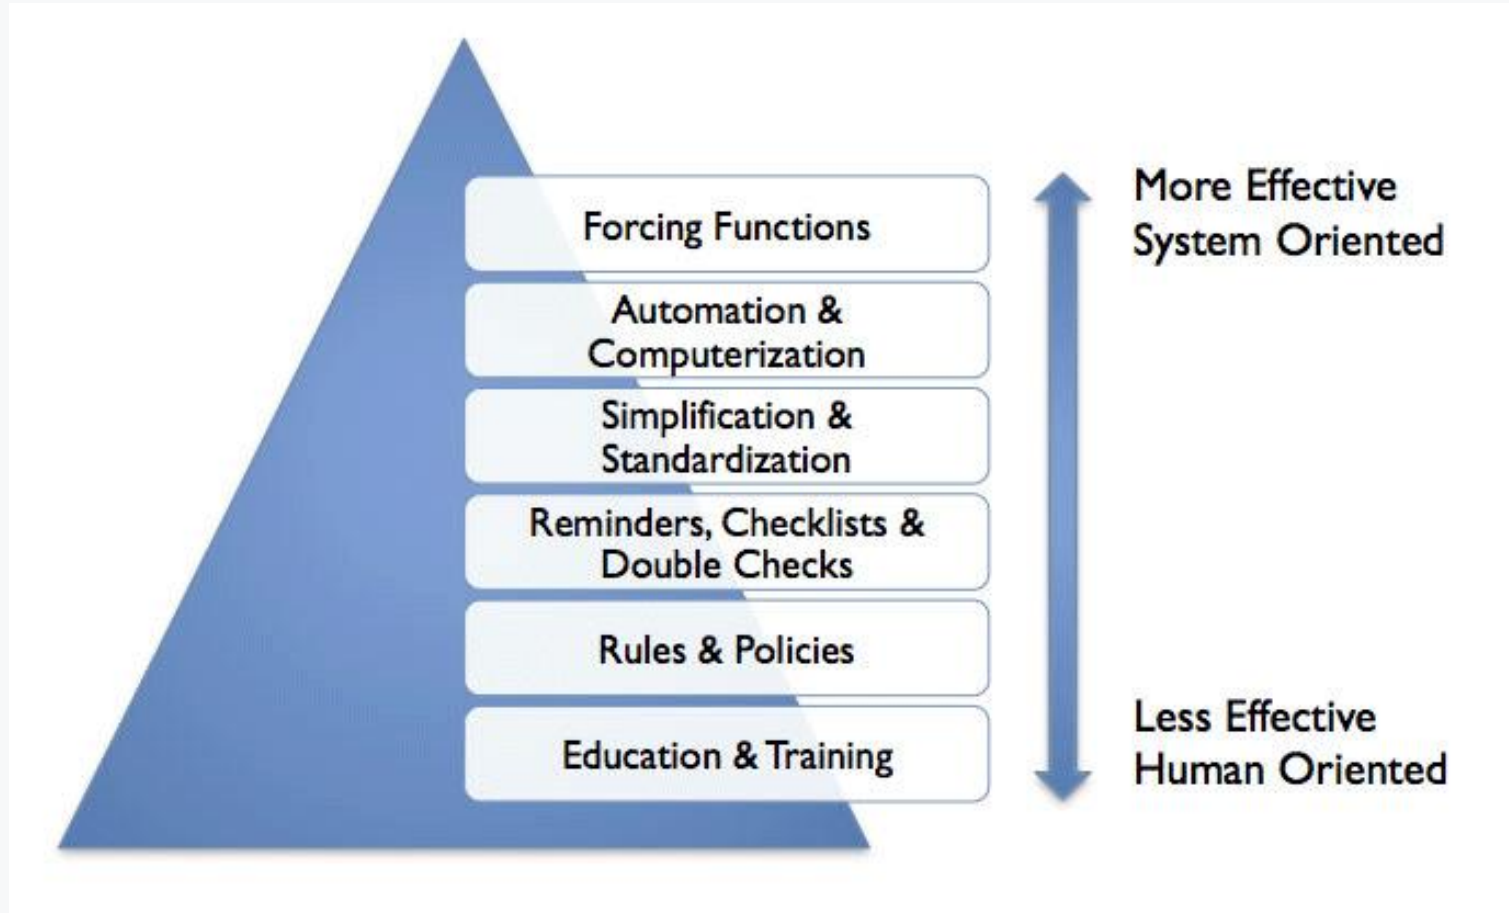 Forcing Functions
Automation &
Computerization
Simplification &
Standardization
Reminders, Checklists &
Double Checks
Rules & Policies
Education & Training
More Effective
System Oriented
Less Effective
Human Oriented